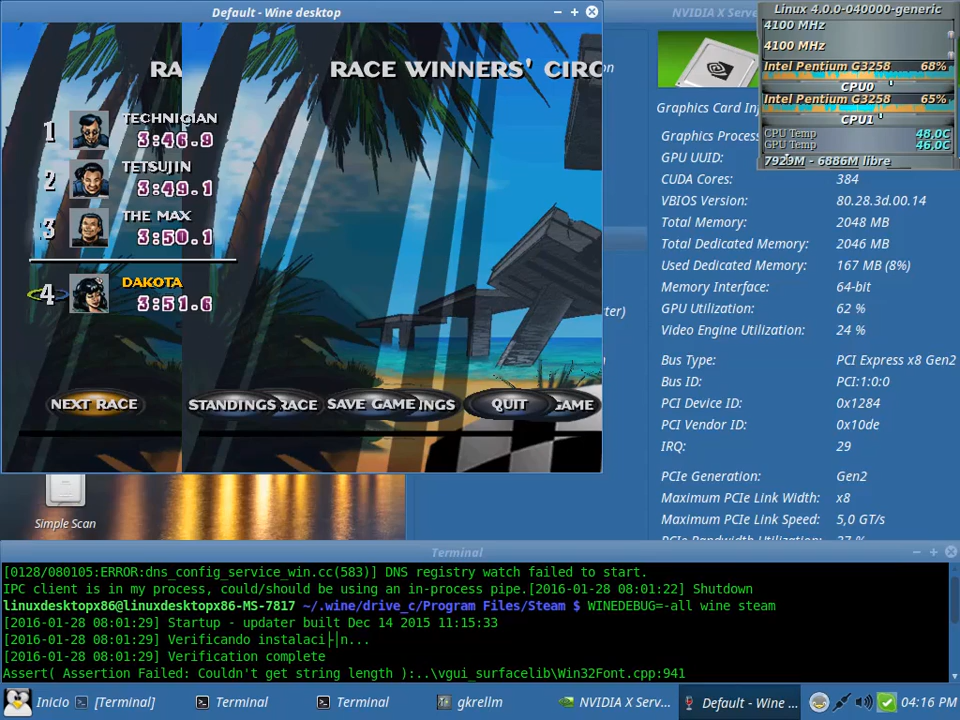 Default - Wine desktop
RA
RACE WINNERS' CIRC
1
TECHNICIAN
3:46.9
2
TETSUJIN
3:49.1
3
THE MAX
3:50.1
4
DAKOTA
3:51.6
NEXT RACE
STANDINGS
RACE
SAVE GAME
INGS
QUIT
GAME
Simple Scan
NVIDIA X Serve
Graphics Card In
Graphics Process
GPU UUID:
CUDA Cores:
384
VBIOS Version:
80.28.3d.00.14
Total Memory:
2048 MB
Total Dedicated Memory:
2046 MB
Used Dedicated Memory:
167 MB (8%)
Memory Interface:
64-bit
GPU Utilization:
62 %
Video Engine Utilization:
24 %
Bus Type:
PCI Express x8 Gen2
Bus ID:
PCI:1:0:0
PCI Device ID:
0x1284
PCI Vendor ID:
0x10de
IRQ:
29
PCIe Generation:
Gen2
Maximum PCIe Link Width:
x8
Maximum PCIe Link Speed:
5,0 GT/s
Linux 4.0.0-040000-generic
4100 MHz
4100 MHz
Intel Pentium G3258 68%
CPU0
Intel Pentium G3258 65%
CPU1
CPU Temp 48.0C
GPU Temp 46.0C
7929M - 6886M libre
Terminal
[0128/080105:ERROR:dns_config_service_win.cc(583)] DNS registry watch failed to start.
IPC client is in my process, could/should be using an in-process pipe.[2016-01-28 08:01:22] Shutdown
linuxdesktopx86@linuxdesktopx86-MS-7817 ~/.wine/drive_c/Program Files/Steam $ WINEDEBUG=-all wine steam
[2016-01-28 08:01:29] Startup - updater built Dec 14 2015 11:15:33
[2016-01-28 08:01:29] Verificando instalaci├│n...
[2016-01-28 08:01:29] Verification complete
Assert( Assertion Failed: Couldn't get string length ):..\vgui_surfacelib\Win32Font.cpp:941
Inicio
[Terminal]
Terminal
Terminal
gkrellm
NVIDIA X Serv...
Default - Wine ...
04:16 PM